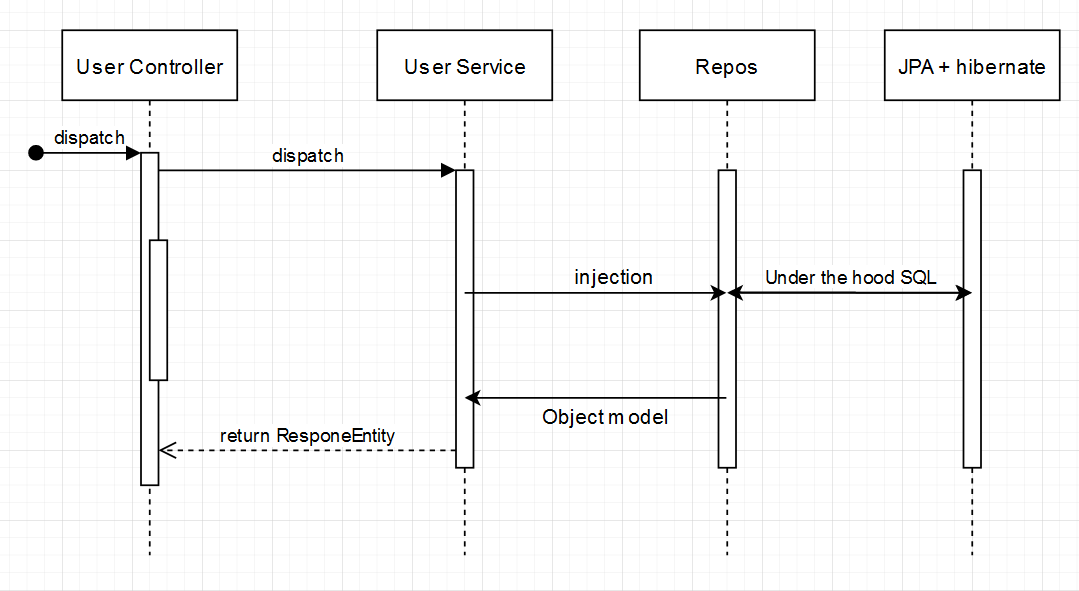 User Controller
User Service
Repos
JPA + hibernate
dispatch
dispatch
injection
Under the hood SQL
Object model
return ResponeEntity